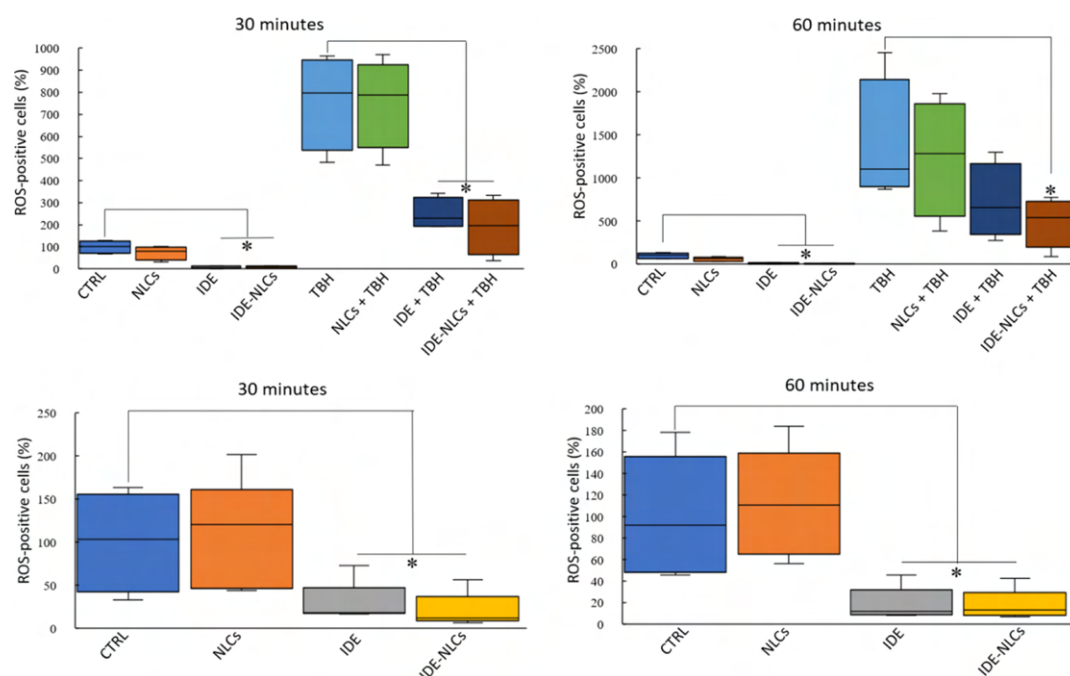 30 minutes
ROS-positive cells (%)
1000
900
800
700
600
500
400
300
200
100
0
*
*
CTRL
NLCs
IDE
IDE-NLCs
TBH
NLCs + TBH
IDE + TBH
IDE-NLCs + TBH
60 minutes
ROS-positive cells (%)
2500
2000
1500
1000
500
0
*
*
CTRL
NLCs
IDE
IDE-NLCs
TBH
NLCs + TBH
IDE + TBH
IDE-NLCs + TBH
30 minutes
ROS-positive cells (%)
250
200
150
100
50
0
*
CTRL
NLCs
IDE
IDE-NLCs
60 minutes
ROS-positive cells (%)
200
180
160
140
120
100
80
60
40
20
0
*
CTRL
NLCs
IDE
IDE-NLCs